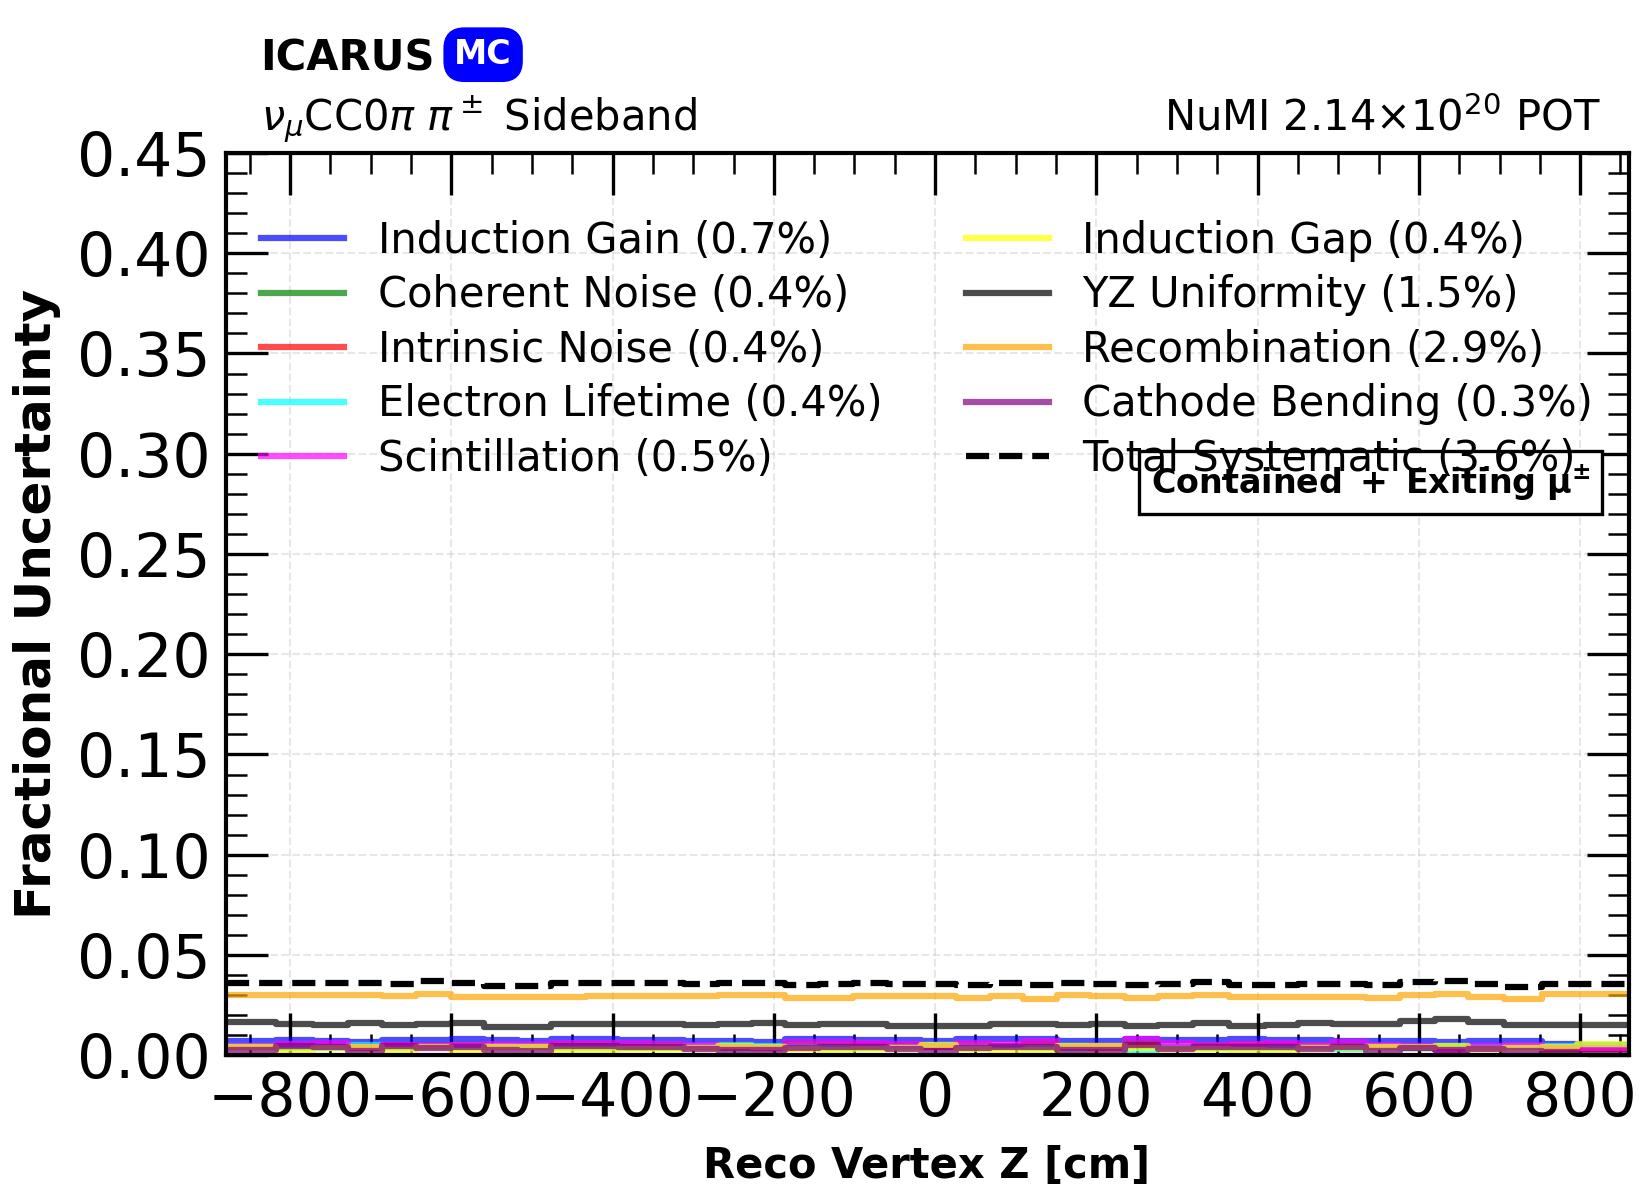 ICARUS MC
νμCC0π π± Sideband
NuMI 2.14×10²⁰ POT
Fractional Uncertainty
0.45
0.40
0.35
0.30
0.25
0.20
0.15
0.10
0.05
0.00
Induction Gain (0.7%)
Coherent Noise (0.4%)
Intrinsic Noise (0.4%)
Electron Lifetime (0.4%)
Scintillation (0.5%)
Induction Gap (0.4%)
YZ Uniformity (1.5%)
Recombination (2.9%)
Cathode Bending (0.3%)
Total Systematic (3.6%)
Contained + Exiting μ±
−800 −600 −400 −200 0 200 400 600 800
Reco Vertex Z [cm]